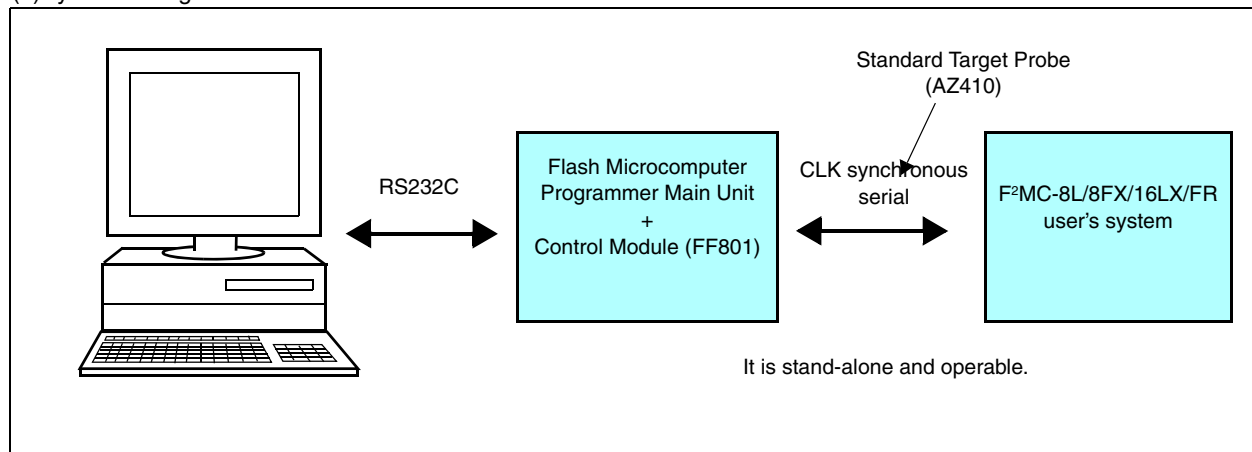 Standard Target Probe
(AZ410)
RS232C
Flash Microcomputer
Programmer Main Unit
+
Control Module (FF801)
CLK synchronous
serial
F²MC-8L/8FX/16LX/FR
user's system
It is stand-alone and operable.